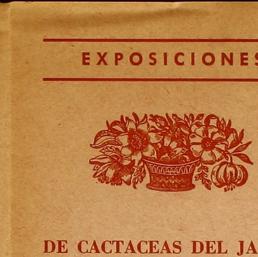 EXPOSICIONES
DE CACTACEAS DEL JA